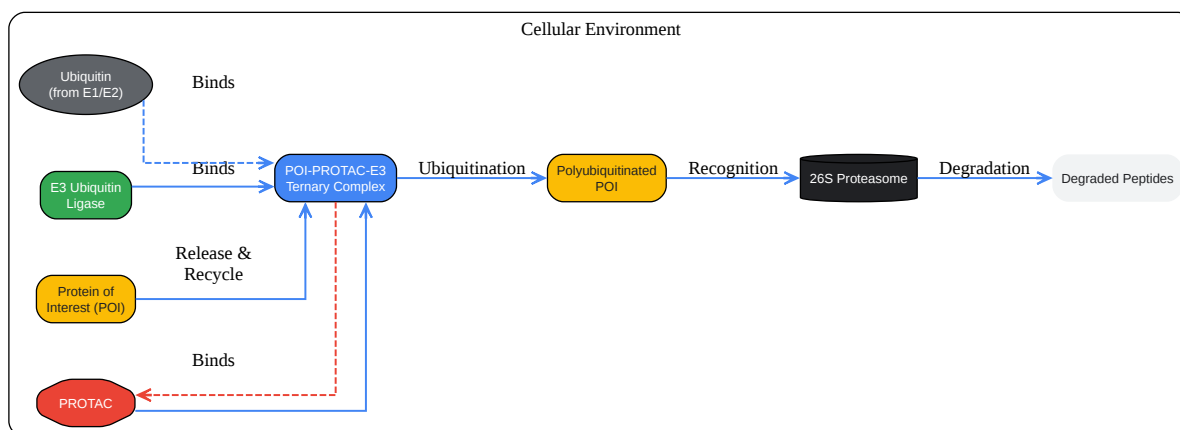 Cellular Environment
Ubiquitin
(from E1/E2)
Binds
E3 Ubiquitin
Ligase
Binds
POI-PROTAC-E3
Ternary Complex
Ubiquitination
Polyubiquitinated
POI
Recognition
26S Proteasome
Degradation
Degraded Peptides
Release &
Recycle
Protein of
Interest (POI)
Binds
PROTAC